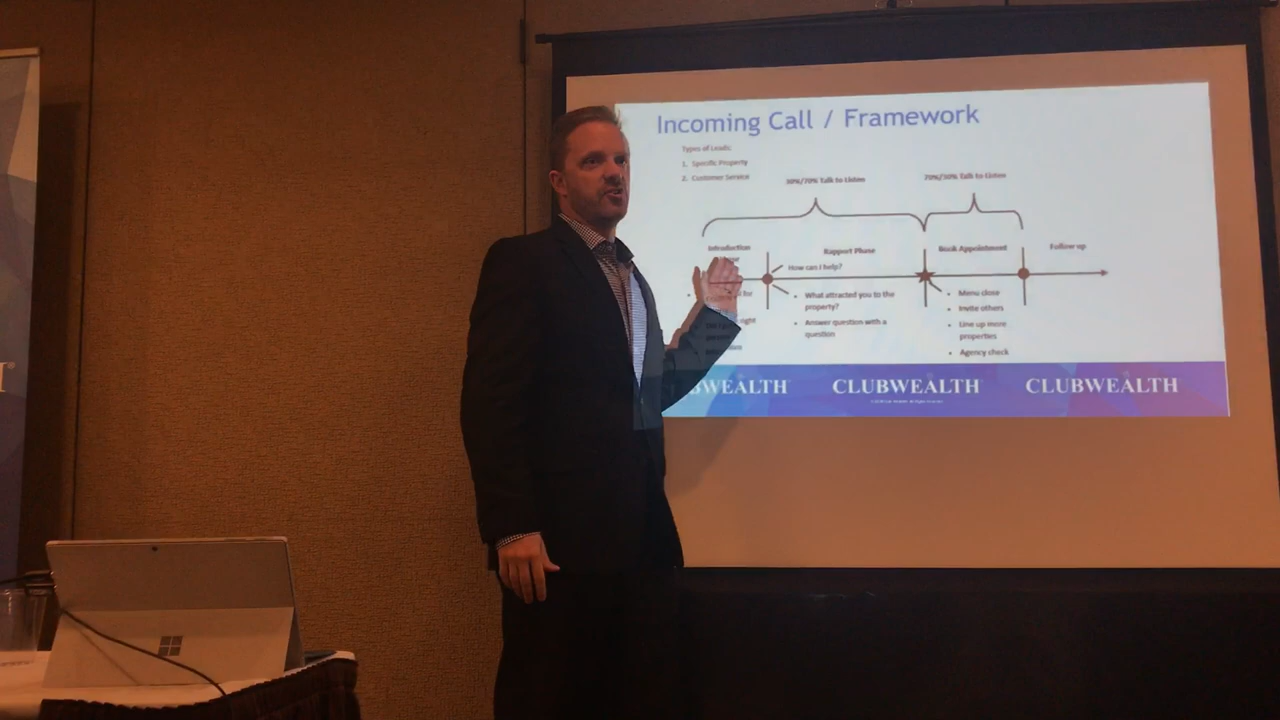 Incoming Call / Framework
Types of Leads:
1. Specific Property
2. Customer Service
30%/70% Talk to Listen
70%/30% Talk to Listen
Introduction
Rapport Phase
Book Appointment
Follow up
How can I help?
• What attracted you to the
property?
• Answer question with a
question
• Menu close
• Invite others
• Line up more
properties
• Agency check
CLUBWEALTH
CLUBWEALTH